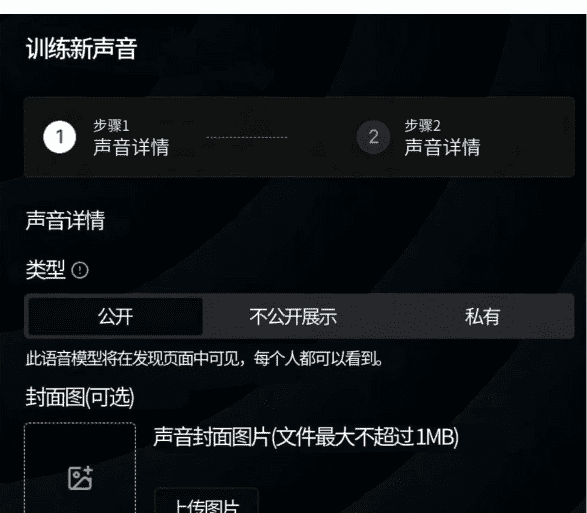 训练新声音
1
步骤1
声音详情
2
步骤2
声音详情
声音详情
类型
公开
不公开展示
私有
此语音模型将在发现页面中可见，每个人都可以看到。
封面图(可选)
声音封面图片(文件最大不超过1MB)
上传图片